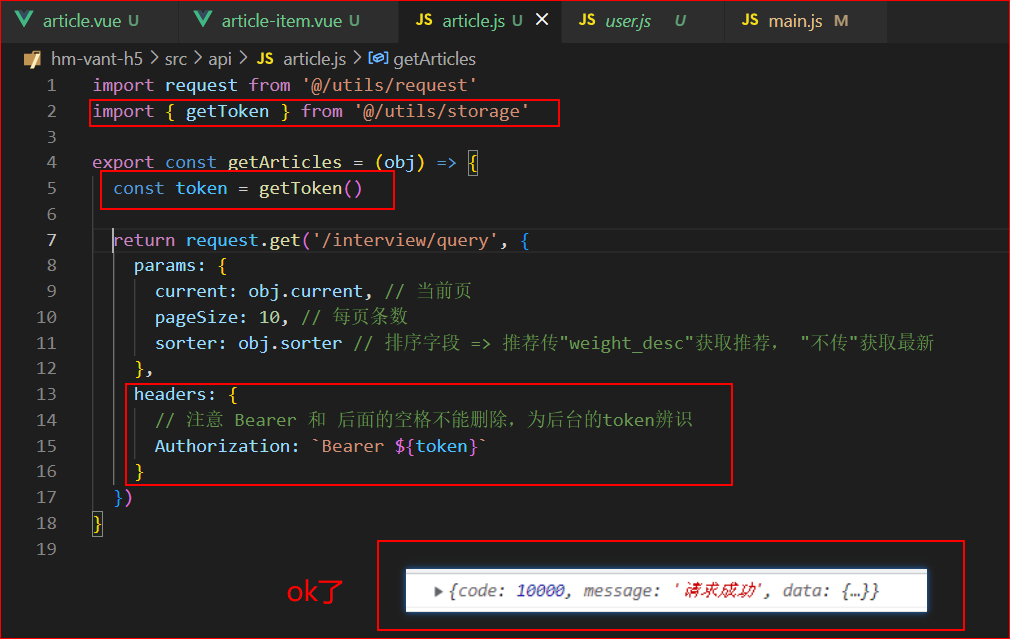 article.vue U article-item.vue U JS article.js U JS user.js U JS main.js M
hm-vant-h5 > src > api > JS article.js > getArticles
1 import request from '@/utils/request'
2 import { getToken } from '@/utils/storage'
3
4 export const getArticles = (obj) => {
5 const token = getToken()
6
7 return request.get('/interview/query', {
8 params: {
9 current: obj.current, // 当前页
10 pageSize: 10, // 每页条数
11 sorter: obj.sorter // 排序字段 => 推荐传"weight_desc"获取推荐， "不传"获取最新
12 },
13 headers: {
14 // 注意 Bearer 和 后面的空格不能删除，为后台的token辨识
15 Authorization: `Bearer ${token}`
16 }
17 })
18 }
19
ok了
{code: 10000, message: '请求成功', data: {…}}